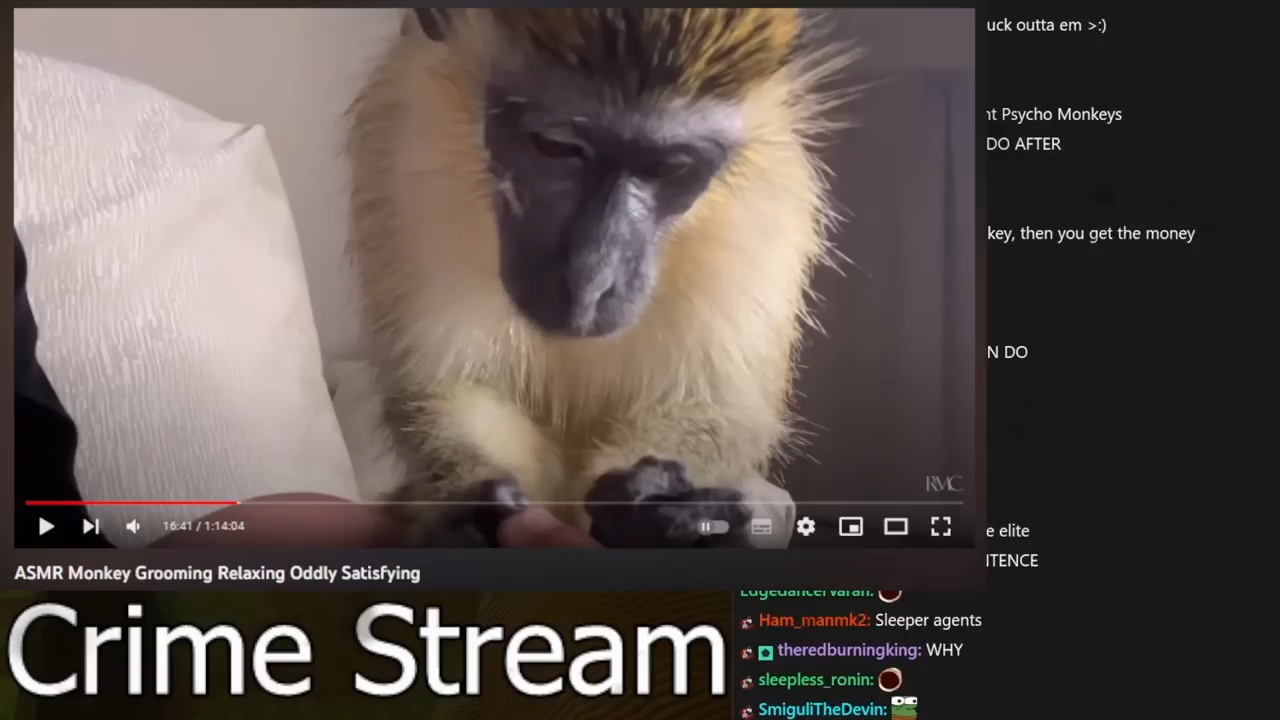 uck outta em >:)
nt Psycho Monkeys
DO AFTER
key, then you get the money
N DO
RMC
16:41 / 1:14:04
e elite
ITENCE
ASMR Monkey Grooming Relaxing Oddly Satisfying
Crime Stream
EdgedancerVaran:
Ham_manmk2: Sleeper agents
theredburningking: WHY
sleepless_ronin:
SmiguliTheDevin: